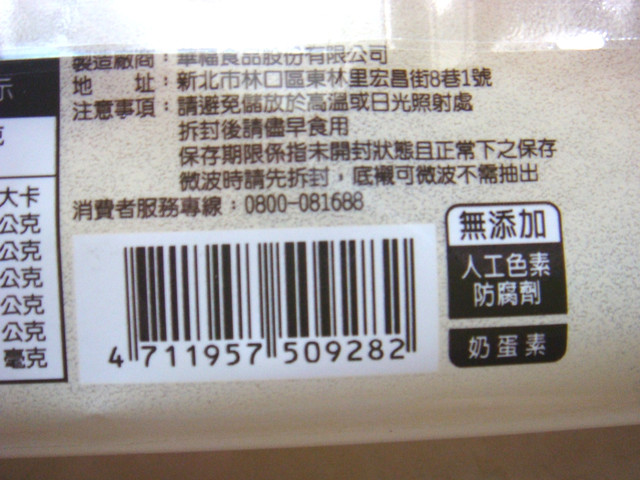 製造廠商：華福食品股份有限公司
地 址：新北市林口區東林里宏昌街8巷1號
注意事項：請避免儲放於高溫或日光照射處
拆封後請儘早食用
保存期限係指未開封狀態且正常下之保存
微波時請先拆封，底襯可微波不需抽出
消費者服務專線：0800-081688
示
克
大卡
公克
公克
公克
公克
公克
毫克
4 711957 509282
無添加
人工色素
防腐劑
奶蛋素